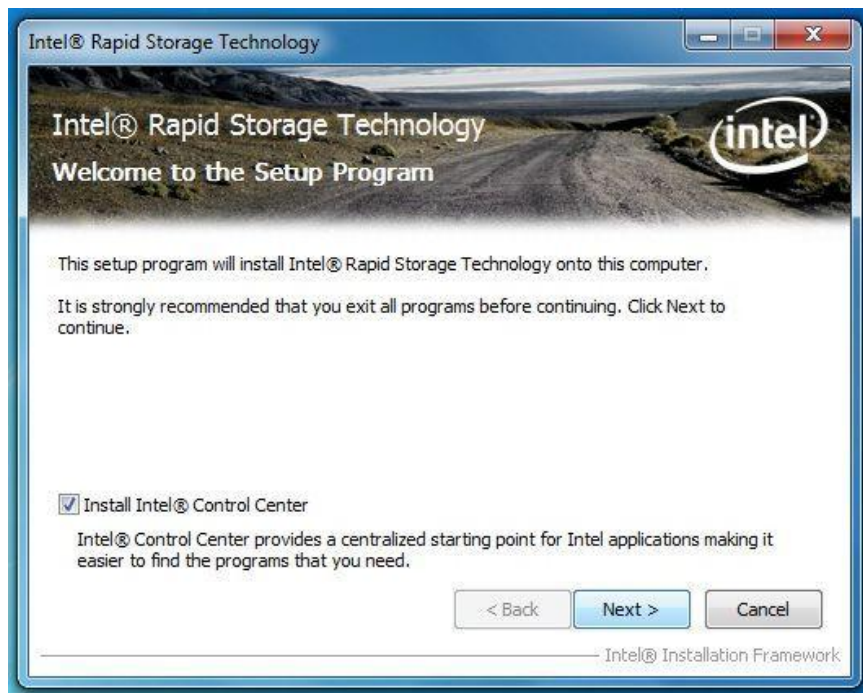 Intel® Rapid Storage Technology
Intel® Rapid Storage Technology
intel
Welcome to the Setup Program
This setup program will install Intel® Rapid Storage Technology onto this computer.
It is strongly recommended that you exit all programs before continuing. Click Next to
continue.
Install Intel® Control Center
Intel® Control Center provides a centralized starting point for Intel applications making it
easier to find the programs that you need.
< Back Next > Cancel
Intel® Installation Framework